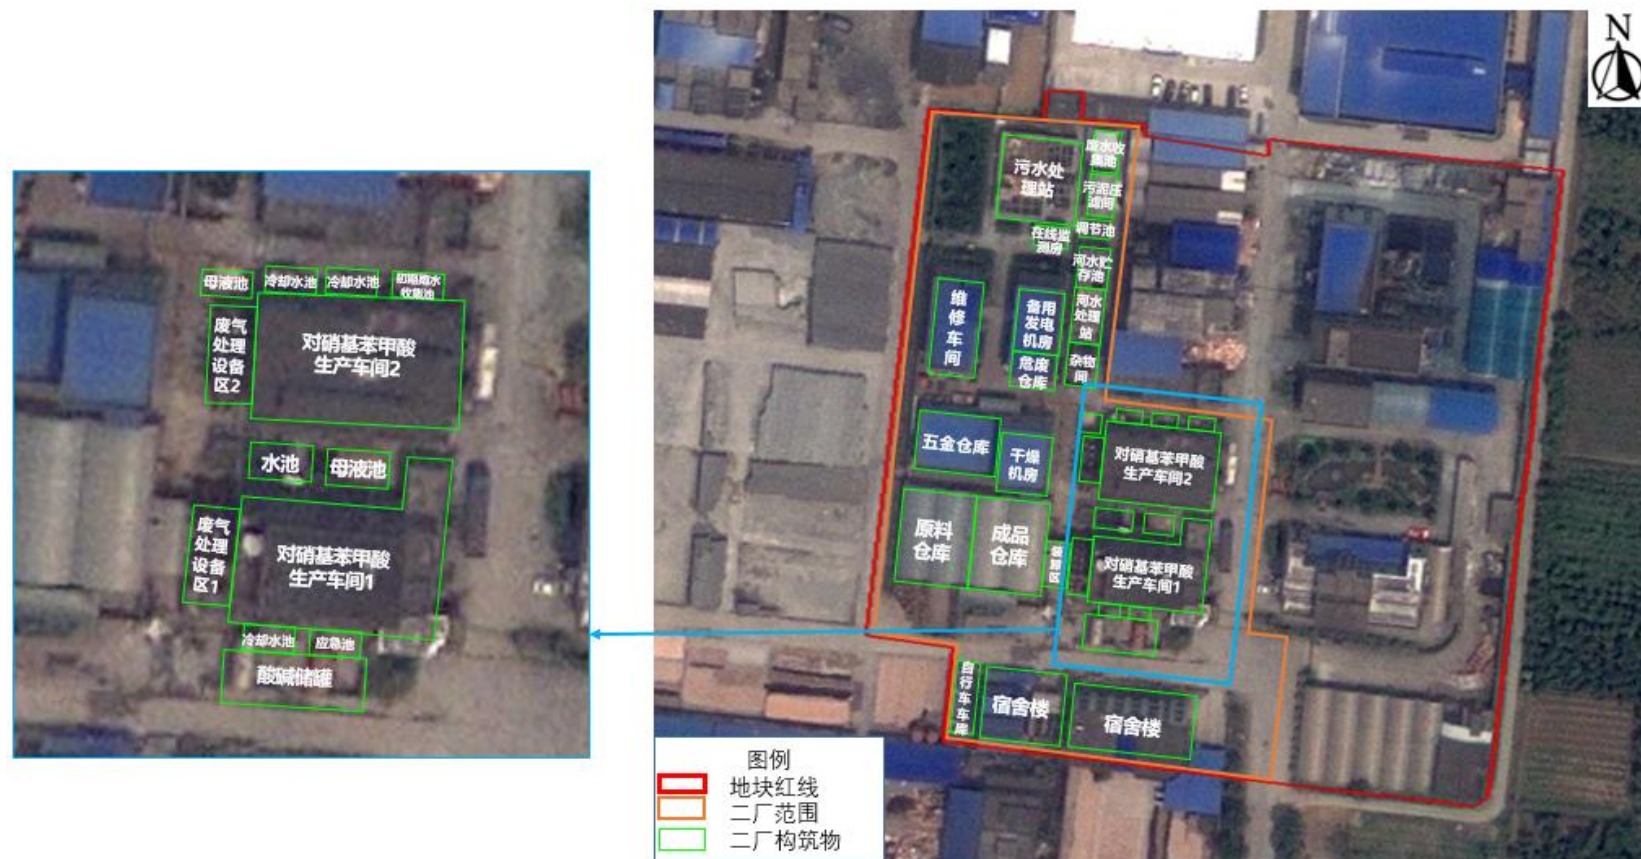 N
母液池
冷却水池
冷却水池
初期雨水
收集池
废气
处理
设备
区2
对硝基苯甲酸
生产车间2
水池
母液池
废气
处理
设备
区1
对硝基苯甲酸
生产车间1
冷却水池
应急池
酸碱储罐
污水处
理站
废水收
集池
污泥压
滤间
在线监
测房
调节池
河水贮
存池
维
修
车
间
备用
发电
机房
河水
处理
站
危废
仓库
杂物
间
五金仓库
干燥
机房
对硝基苯甲酸
生产车间2
原料
仓库
成品
仓库
装
卸
区
对硝基苯甲酸
生产车间1
自
行
车
车
库
宿舍楼
宿舍楼
图例
地块红线
二厂范围
二厂构筑物